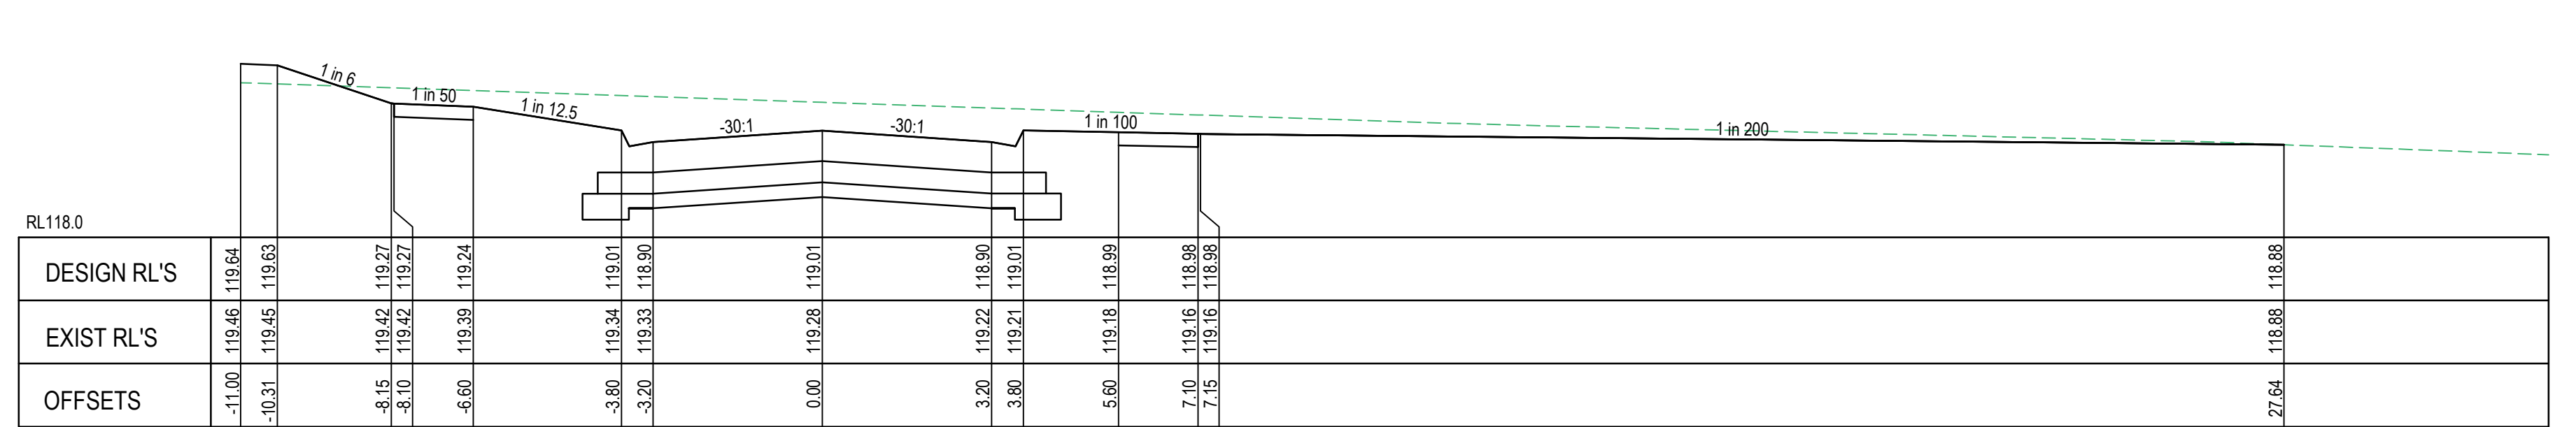 1 in 6
1 in 50
1 in 12.5
-30:1
-30:1
1 in 100
1 in 200
RL118.0
DESIGN RL'S 119.64 119.63 119.27 119.27 119.24 119.01 118.90 119.01 118.90 119.01 118.99 118.98 118.98 118.88
EXIST RL'S 119.46 119.45 119.42 119.42 119.39 119.34 119.33 119.28 119.22 119.21 119.18 119.16 119.16 118.88
OFFSETS -11.00 -10.31 -8.15 -8.10 -6.60 -3.80 -3.20 0.00 3.20 3.80 5.60 7.10 7.15 27.64